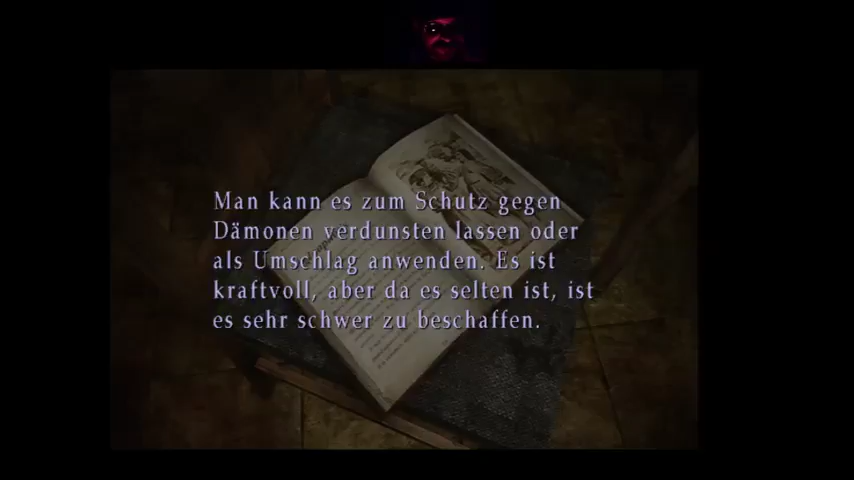 Man kann es zum Schutz gegen
Dämonen verdunsten lassen oder
als Umschlag anwenden. Es ist
kraftvoll, aber da es selten ist, ist
es sehr schwer zu beschaffen.